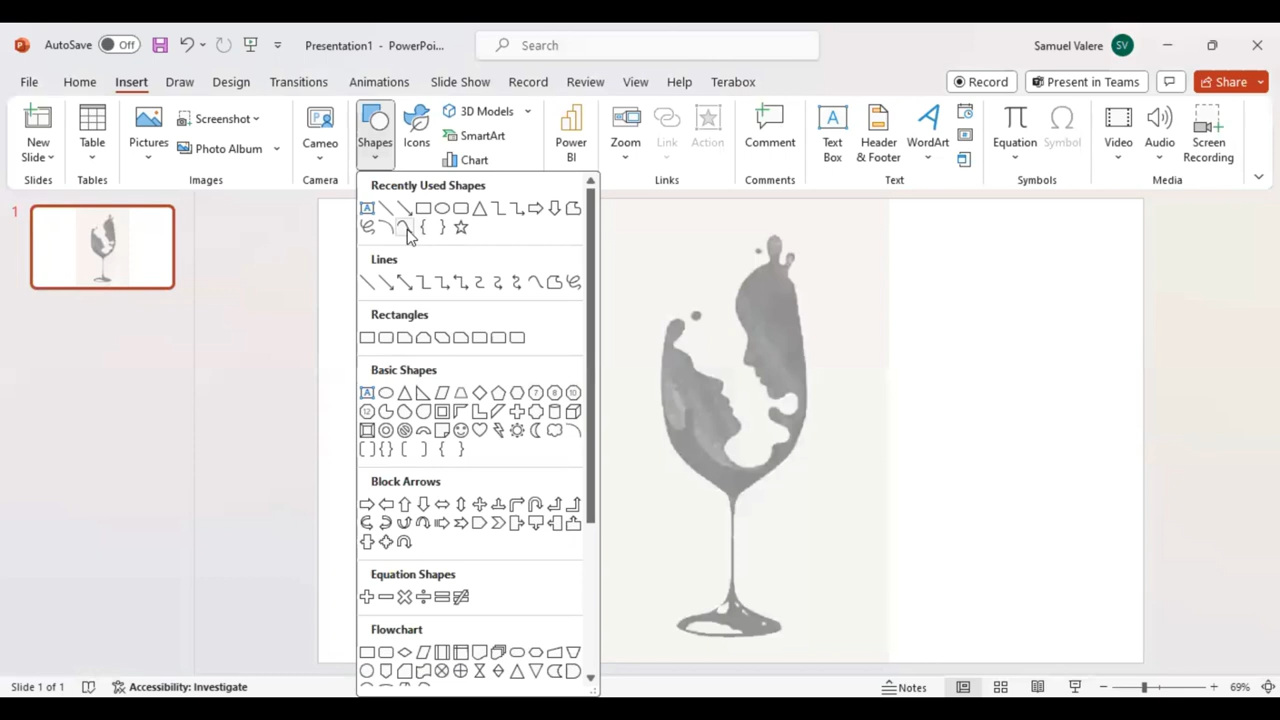 AutoSave Off Presentation1 - PowerPoi... Search Samuel Valere SV
File Home Insert Draw Design Transitions Animations Slide Show Record Review View Help Terabox Record Present in Teams Share
New Slide
Slides
Table
Tables
Pictures
Screenshot
Photo Album
Images
Cameo
Camera
Shapes
Icons
3D Models
SmartArt
Chart
Power BI
Zoom
Link
Action
Links
Comment
Comments
Text Box
Header & Footer
WordArt
Text
Equation
Symbol
Symbols
Video
Audio
Screen Recording
Media
1
Recently Used Shapes
Lines
Rectangles
Basic Shapes
Block Arrows
Equation Shapes
Flowchart
Slide 1 of 1 Accessibility: Investigate Notes 69%